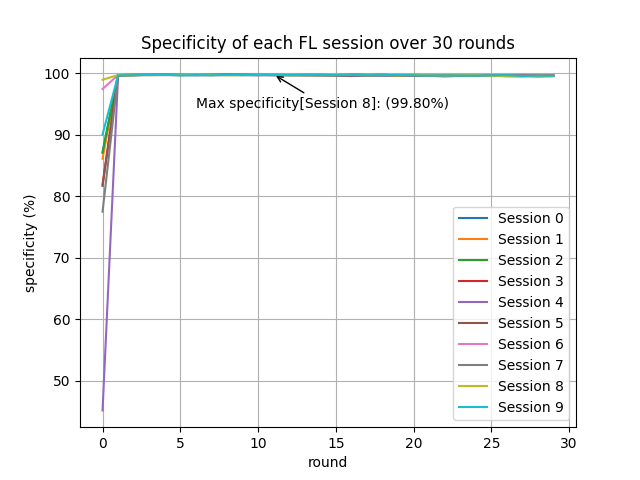 Specificity of each FL session over 30 rounds
100
90
80
70
60
50
specificity (%)
Max specificity[Session 8]: (99.80%)
Session 0
Session 1
Session 2
Session 3
Session 4
Session 5
Session 6
Session 7
Session 8
Session 9
0 5 10 15 20 25 30
round